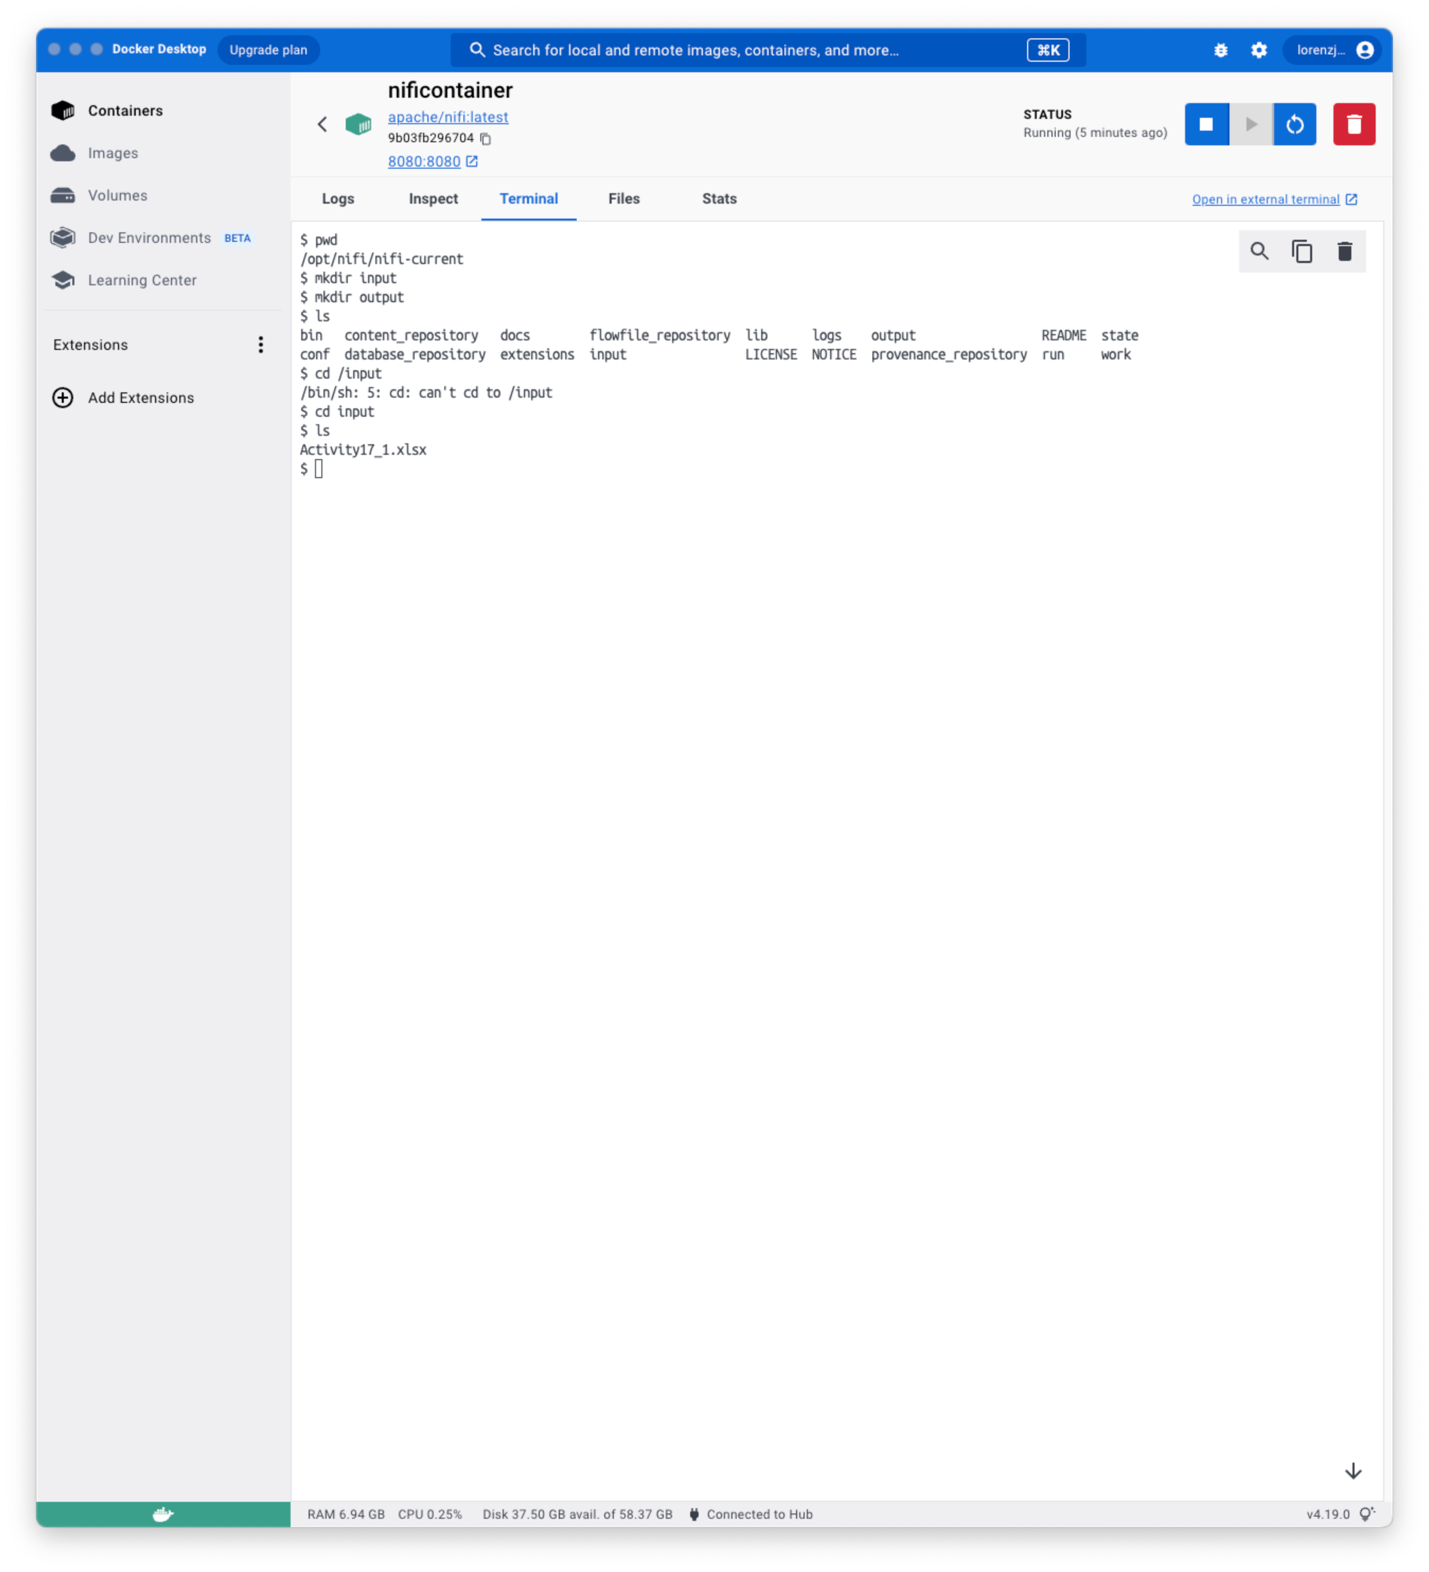 Docker Desktop Upgrade plan Search for local and remote images, containers, and more... ⌘K lorenzj...
Containers
Images
Volumes
Dev Environments BETA
Learning Center
Extensions
Add Extensions
nificontainer
apache/nifi:latest
9b03fb296704
8080:8080
STATUS
Running (5 minutes ago)
Logs Inspect Terminal Files Stats Open in external terminal
$ pwd
/opt/nifi/nifi-current
$ mkdir input
$ mkdir output
$ ls
bin content_repository docs flowfile_repository lib logs output README state
conf database_repository extensions input LICENSE NOTICE provenance_repository run work
$ cd /input
/bin/sh: 5: cd: can't cd to /input
$ cd input
$ ls
Activity17_1.xlsx
$
RAM 6.94 GB CPU 0.25% Disk 37.50 GB avail. of 58.37 GB Connected to Hub v4.19.0